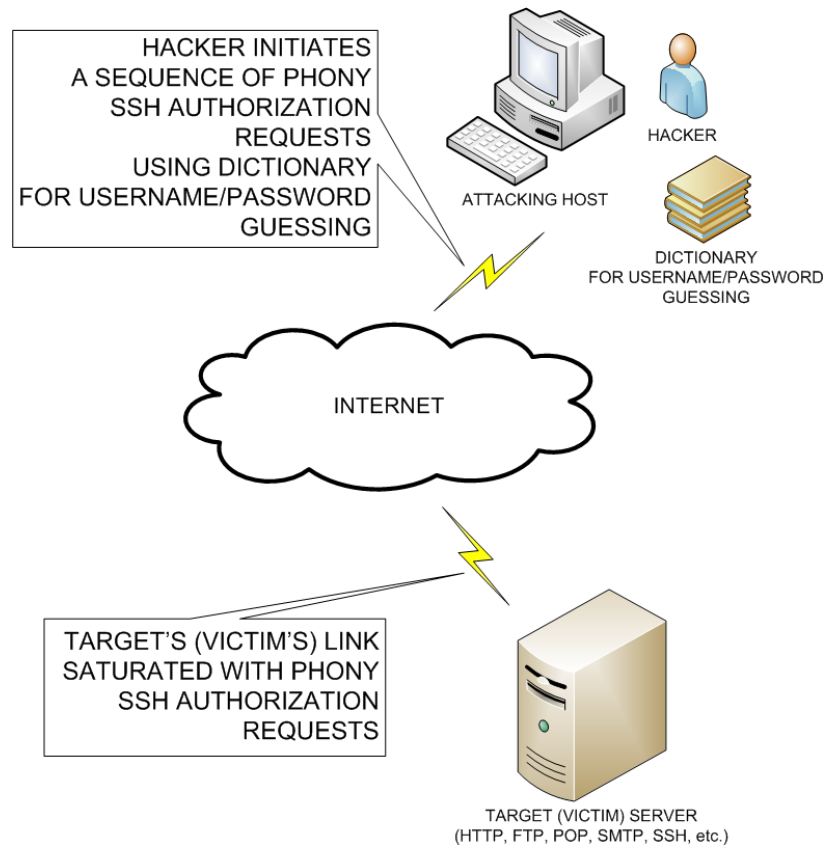 HACKER INITIATES
A SEQUENCE OF PHONY
SSH AUTHORIZATION
REQUESTS
USING DICTIONARY
FOR USERNAME/PASSWORD
GUESSING
HACKER
ATTACKING HOST
DICTIONARY
FOR USERNAME/PASSWORD
GUESSING
INTERNET
TARGET'S (VICTIM'S) LINK
SATURATED WITH PHONY
SSH AUTHORIZATION
REQUESTS
TARGET (VICTIM) SERVER
(HTTP, FTP, POP, SMTP, SSH, etc.)